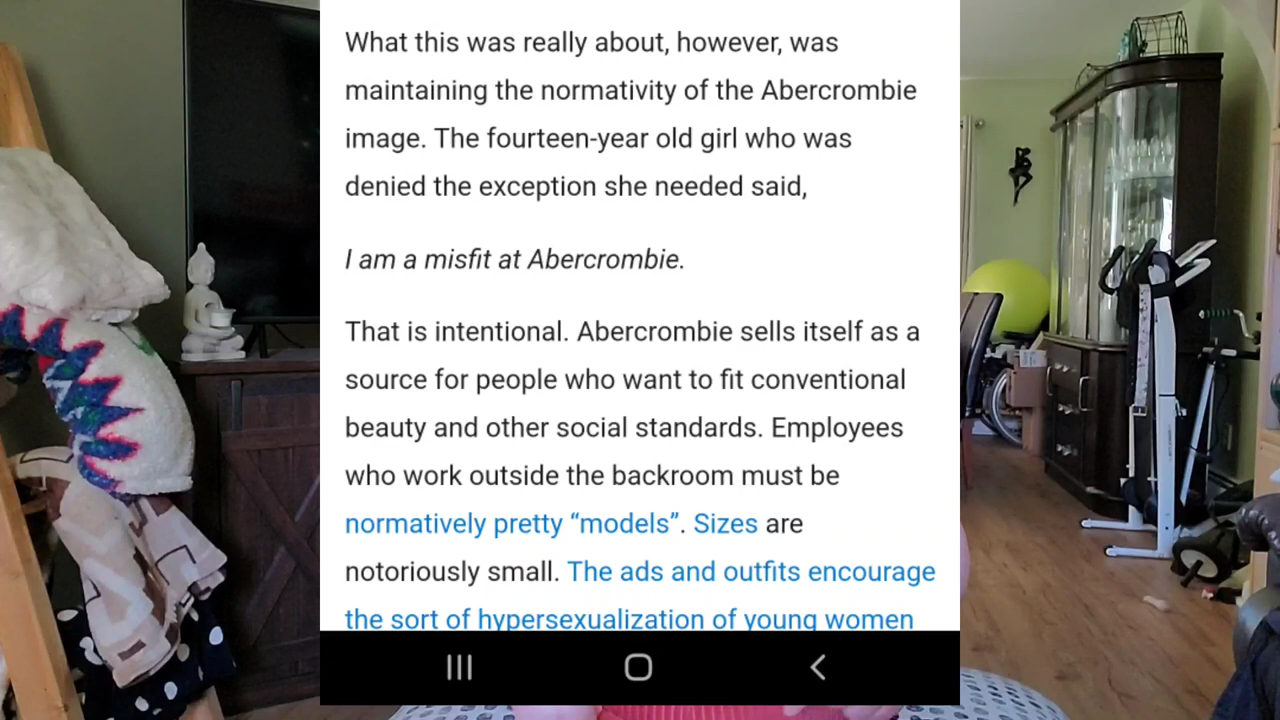 What this was really about, however, was
maintaining the normativity of the Abercrombie
image. The fourteen-year old girl who was
denied the exception she needed said,
I am a misfit at Abercrombie.
That is intentional. Abercrombie sells itself as a
source for people who want to fit conventional
beauty and other social standards. Employees
who work outside the backroom must be
normatively pretty “models”. Sizes are
notoriously small. The ads and outfits encourage
the sort of hypersexualization of young women